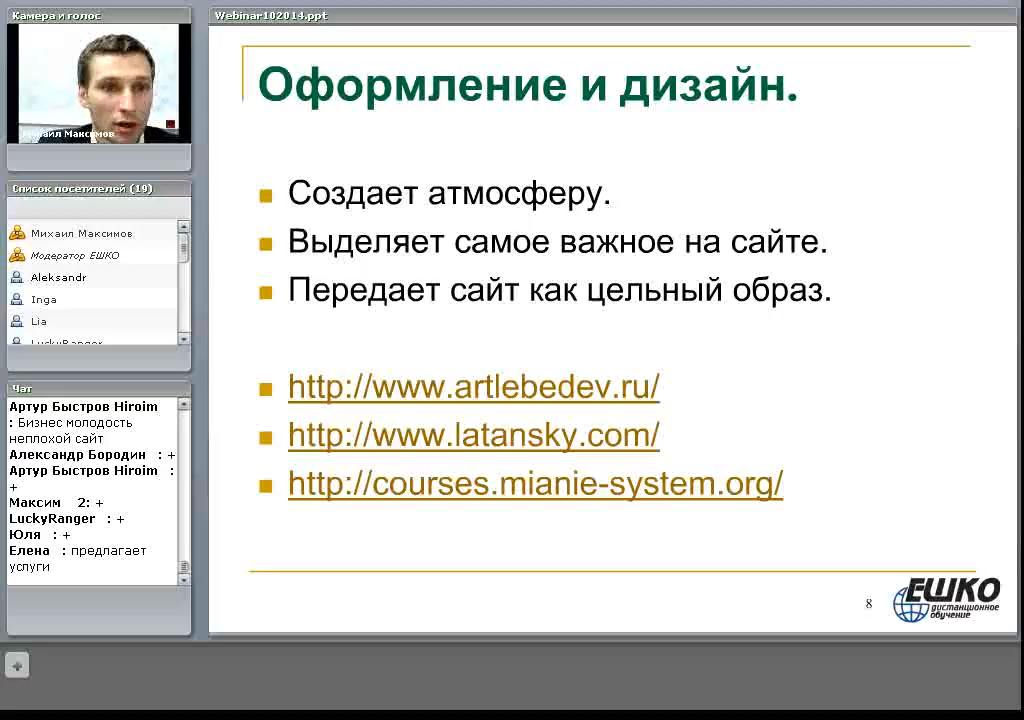 Камера и голос
Михаил Максимов
Список посетителей (19)
Михаил Максимов
Модератор ЕШКО
Aleksandr
Inga
Lia
LuckyRanger
Чат
Артур Быстров Hiroim
: Бизнес молодость
неплохой сайт
Александр Бородин : +
Артур Быстров Hiroim :
+
Максим 2: +
LuckyRanger : +
Юля : +
Елена : предлагает
услуги
Webinar102014.ppt
Оформление и дизайн.
Создает атмосферу.
Выделяет самое важное на сайте.
Передает сайт как цельный образ.
http://www.artlebedev.ru/
http://www.latansky.com/
http://courses.mianie-system.org/
8
ЕШКО
дистанционное
обучение